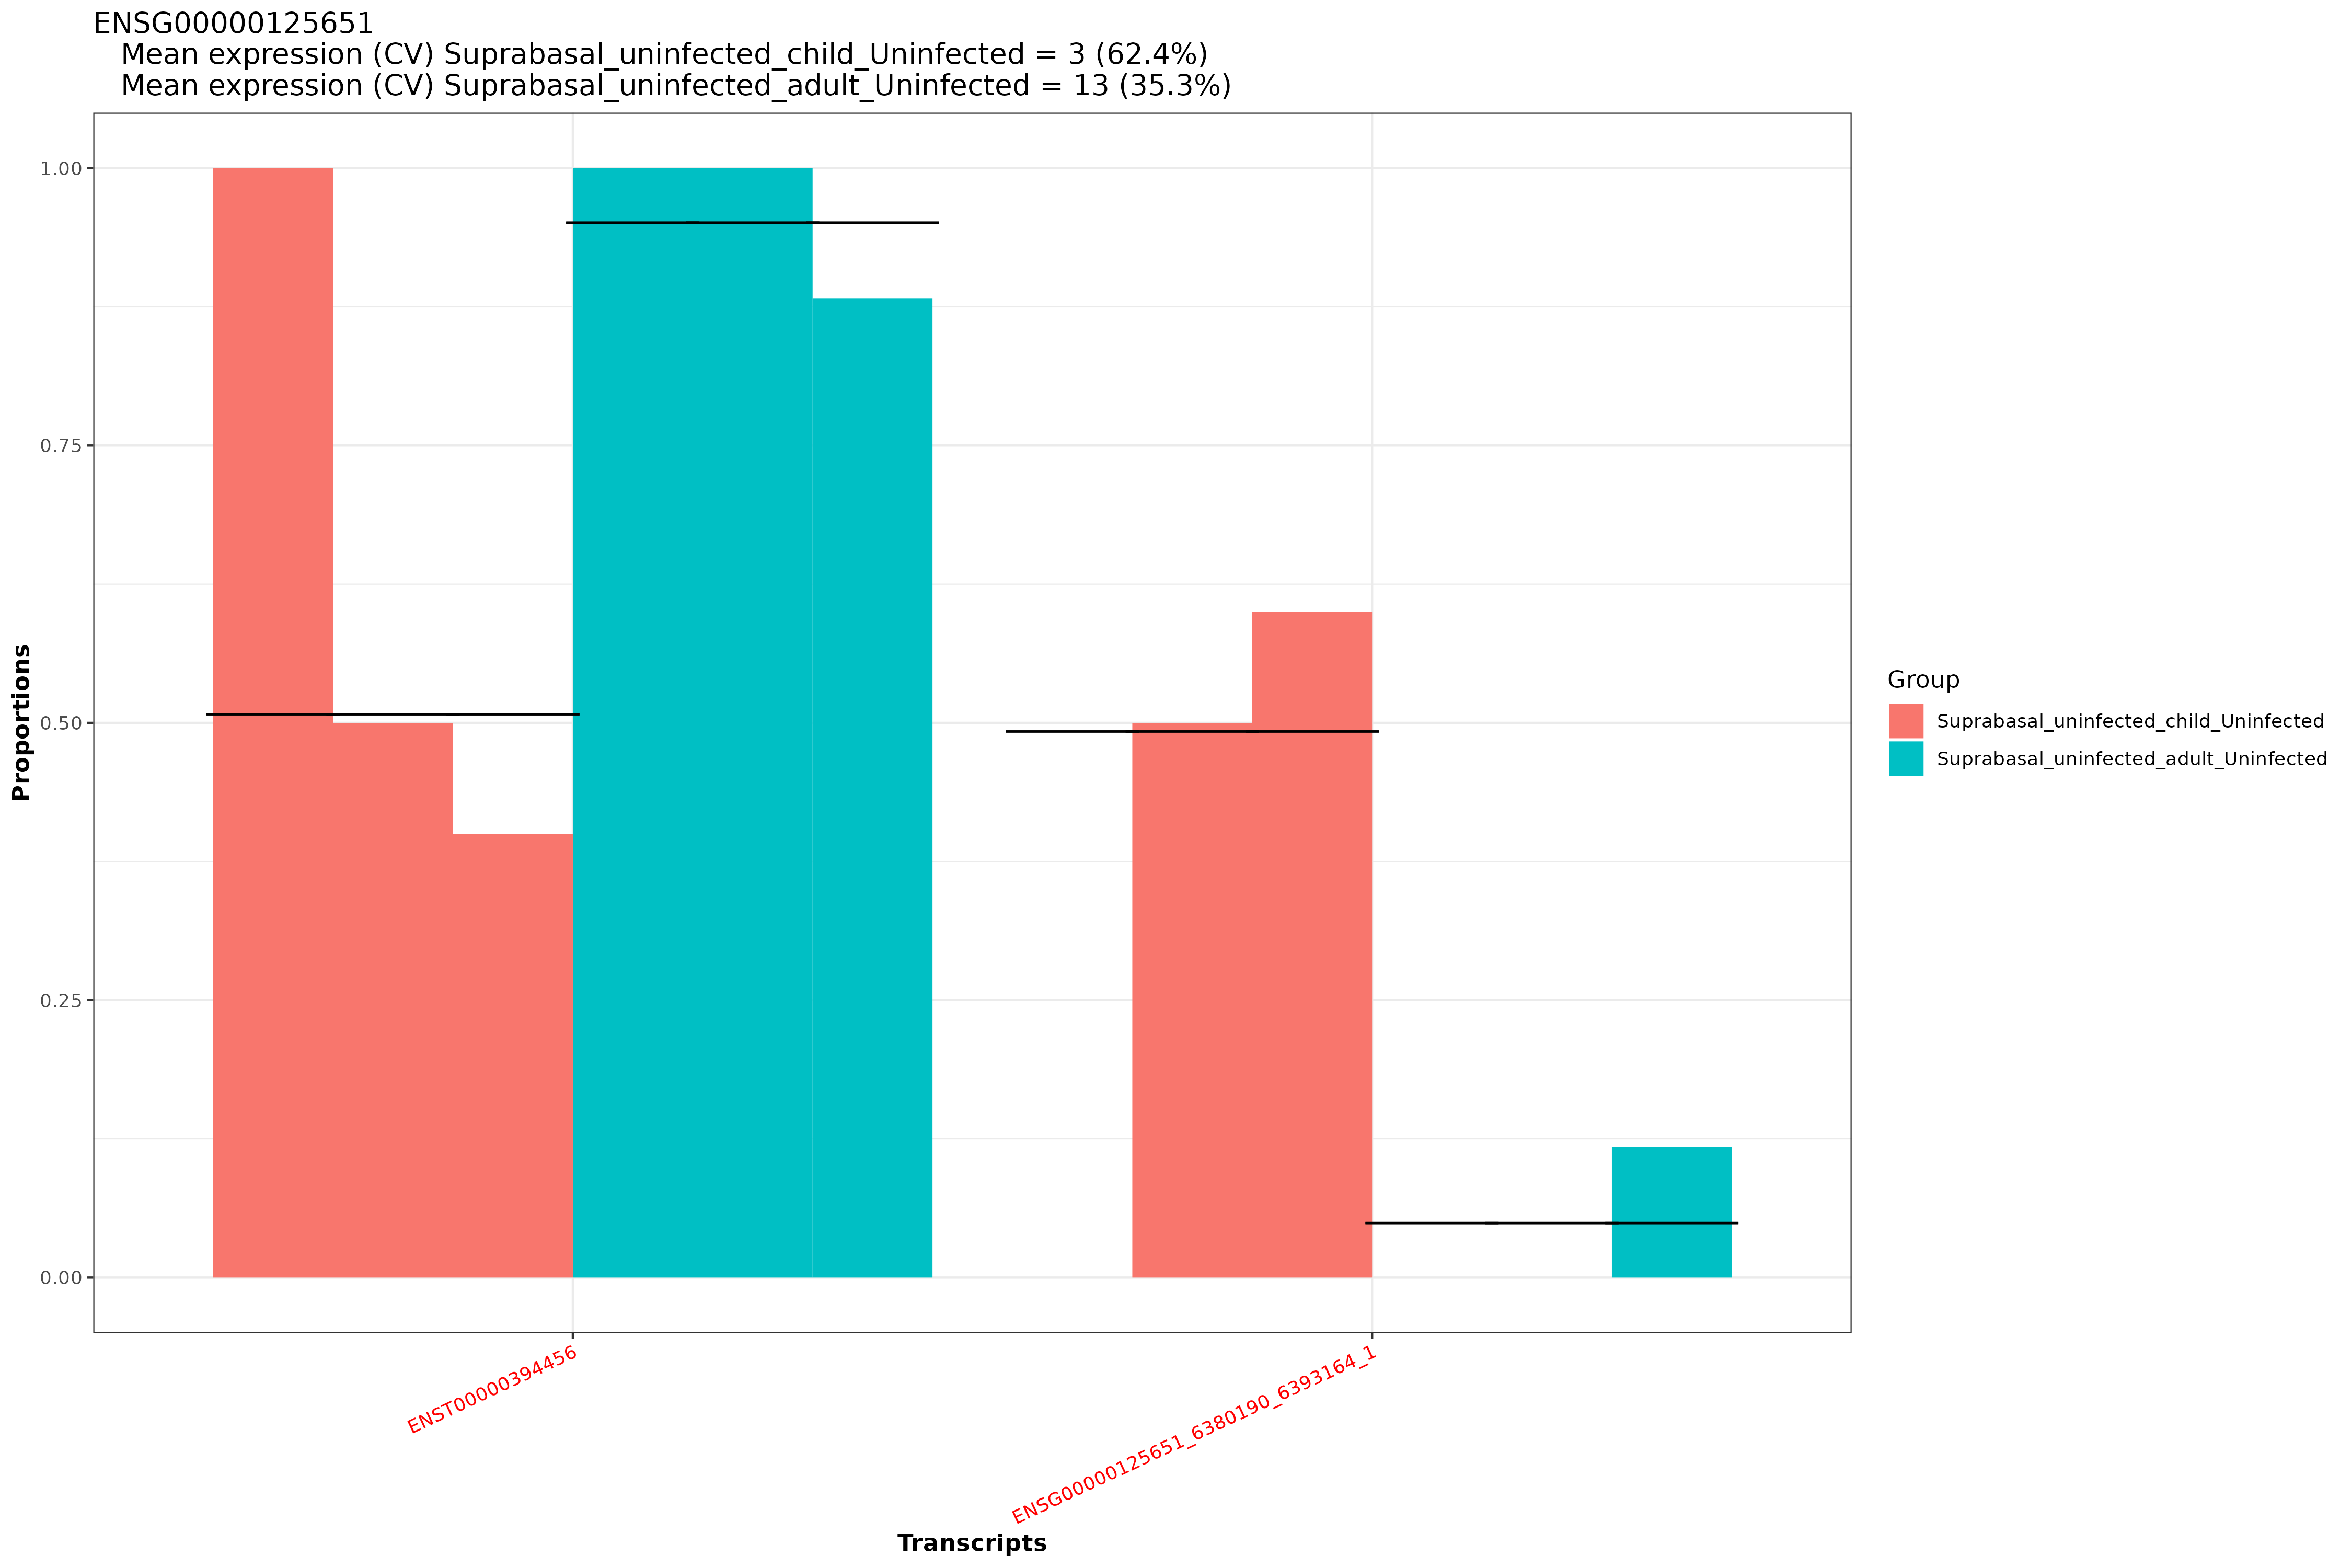 ENSG00000125651
Mean expression (CV) Suprabasal_uninfected_child_Uninfected = 3 (62.4%)
Mean expression (CV) Suprabasal_uninfected_adult_Uninfected = 13 (35.3%)
1.00
0.75
0.50
0.25
0.00
Proportions
Group
Suprabasal_uninfected_child_Uninfected
Suprabasal_uninfected_adult_Uninfected
ENST00000394456
ENSG00000125651_6380190_6393164_1
Transcripts